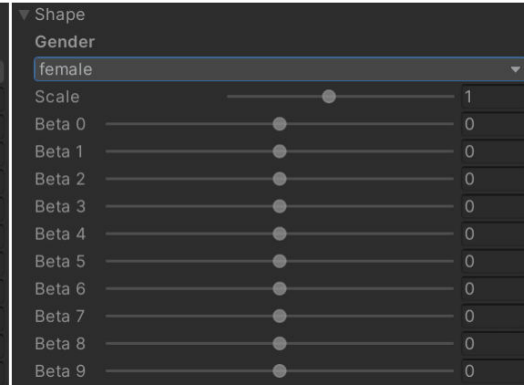 Shape
Gender
female
Scale 1
Beta 0 0
Beta 1 0
Beta 2 0
Beta 3 0
Beta 4 0
Beta 5 0
Beta 6 0
Beta 7 0
Beta 8 0
Beta 9 0